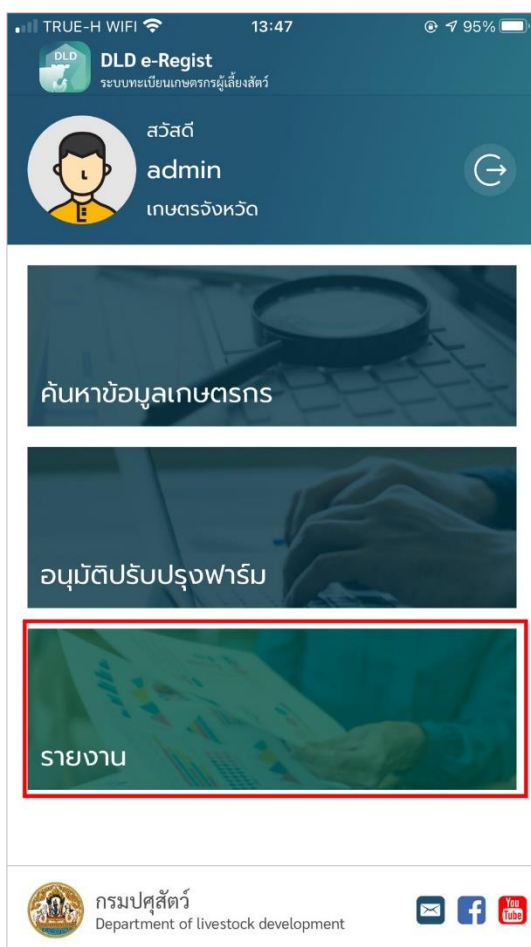 TRUE-H WIFI 13:47 95%
DLD
DLD e-Regist
ระบบทะเบียนเกษตรกรผู้เลี้ยงสัตว์
สวัสดี
admin
เกษตรจังหวัด
ค้นหาข้อมูลเกษตรกร
อนุมัติปรับปรุงฟาร์ม
รายงาน
กรมปศุสัตว์
Department of livestock development
You
Tube